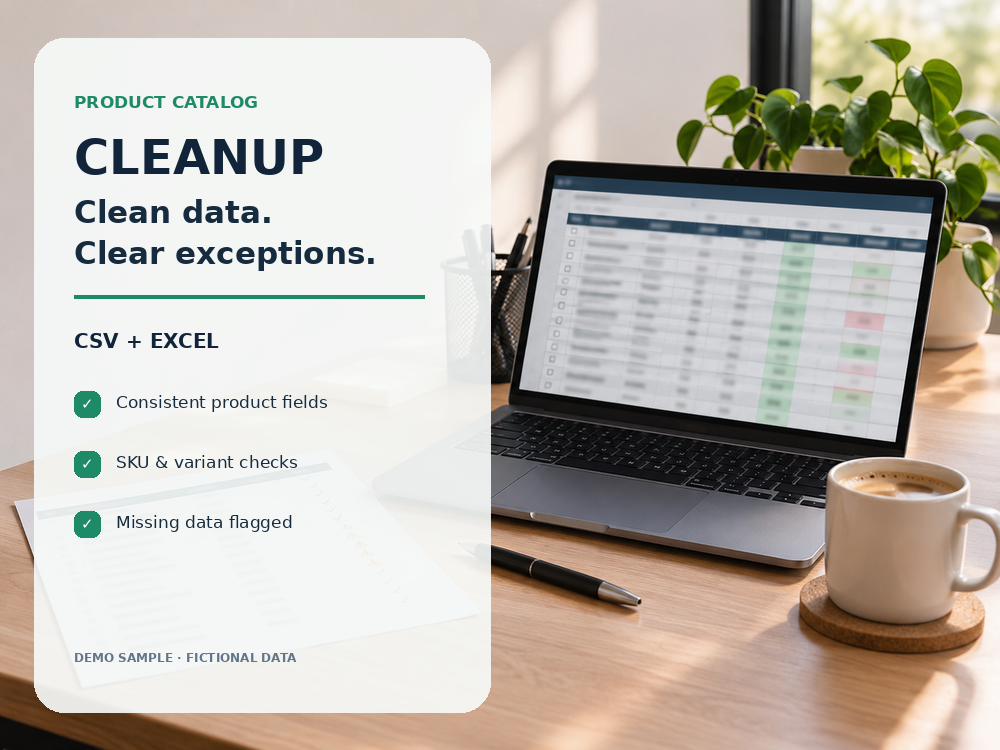 PRODUCT CATALOG
CLEANUP
Clean data.
Clear exceptions.
CSV + EXCEL
✓ Consistent product fields
✓ SKU & variant checks
✓ Missing data flagged
DEMO SAMPLE · FICTIONAL DATA